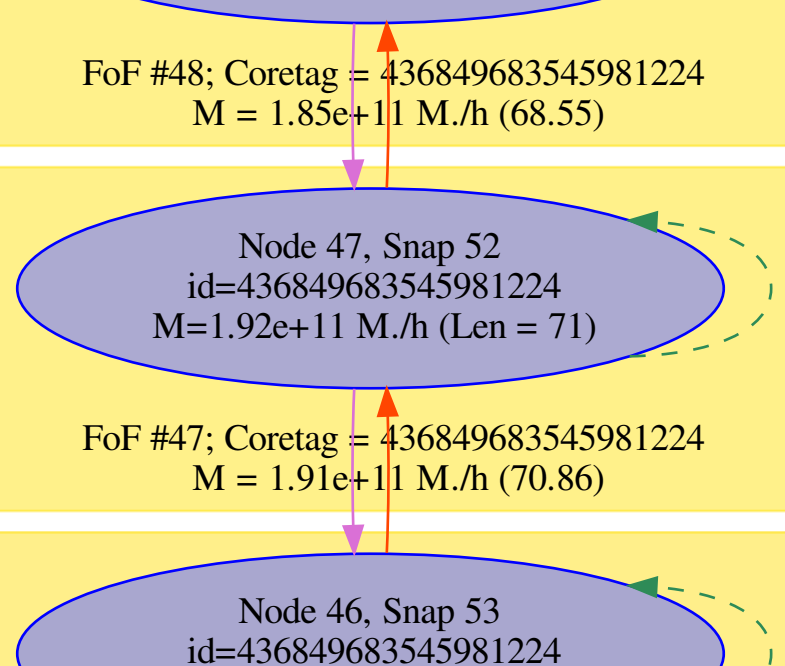 FoF #48; Coretag = 436849683545981224
M = 1.85e+11 M./h (68.55)
Node 47, Snap 52
id=436849683545981224
M=1.92e+11 M./h (Len = 71)
FoF #47; Coretag = 436849683545981224
M = 1.91e+11 M./h (70.86)
Node 46, Snap 53
id=436849683545981224